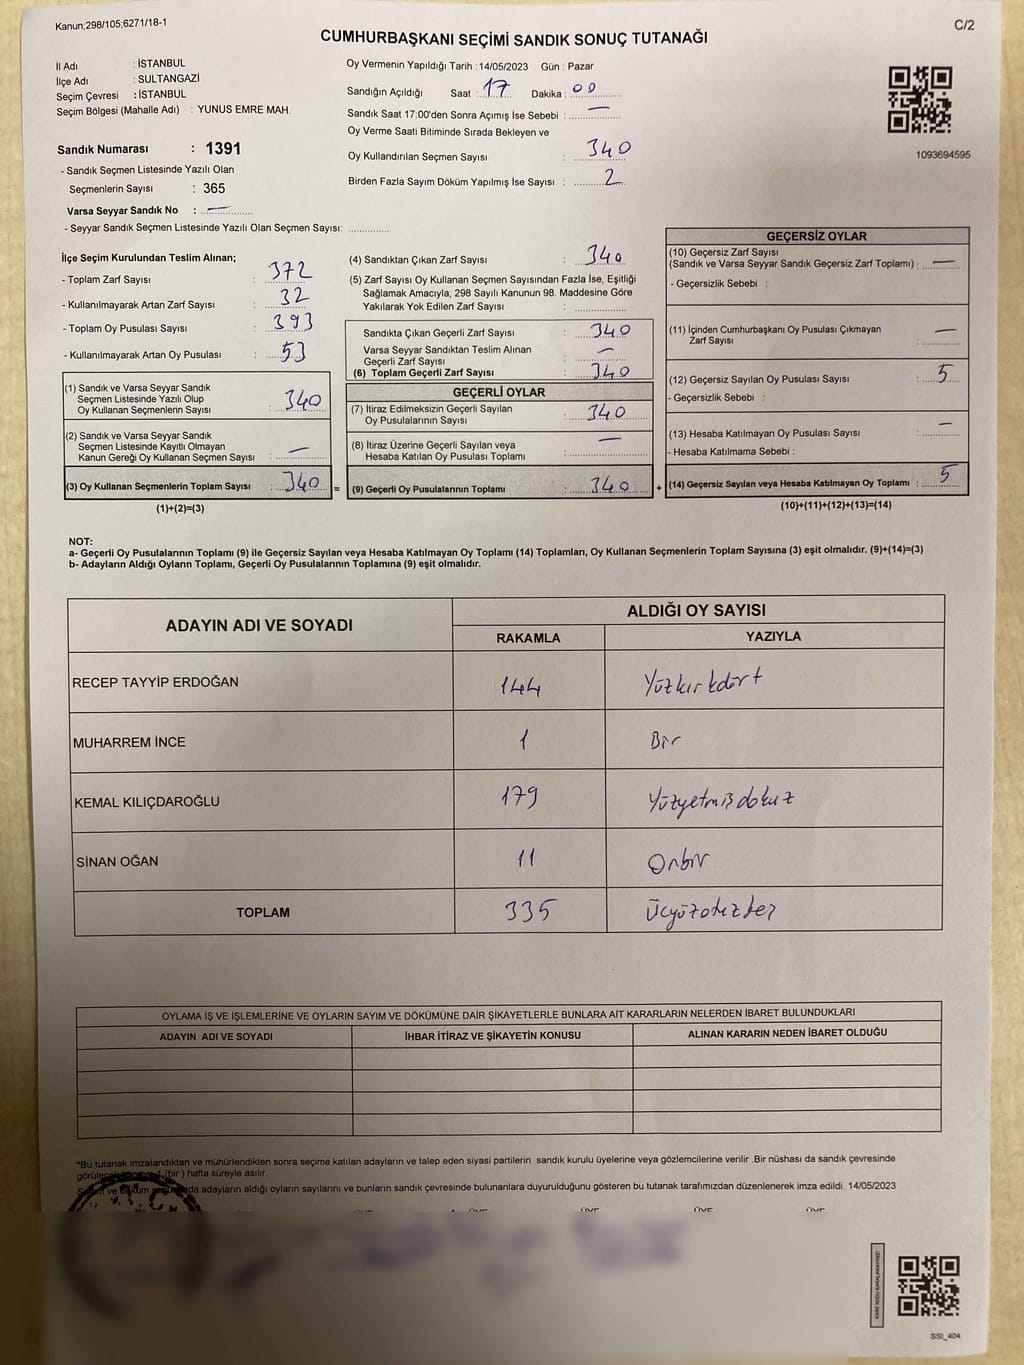 Kanun;298/105;6271/18-1
C/2
CUMHURBAŞKANI SEÇİMİ SANDIK SONUÇ TUTANAĞI
İl Adı : İSTANBUL
İlçe Adı : SULTANGAZİ
Seçim Çevresi : İSTANBUL
Seçim Bölgesi (Mahalle Adı) : YUNUS EMRE MAH.
Sandık Numarası : 1391
- Sandık Seçmen Listesinde Yazılı Olan
Seçmenlerin Sayısı : 365
Varsa Seyyar Sandık No : —
- Seyyar Sandık Seçmen Listesinde Yazılı Olan Seçmen Sayısı: ..............
Oy Vermenin Yapıldığı Tarih : 14/05/2023 Gün : Pazar
Sandığın Açıldığı Saat : 17 Dakika : 00
Sandık Saat 17:00'den Sonra Açımış İse Sebebi : —
Oy Verme Saati Bitiminde Sırada Bekleyen ve
Oy Kullandırılan Seçmen Sayısı : 340
Birden Fazla Sayım Döküm Yapılmış İse Sayısı : 2
1093694595
İlçe Seçim Kurulundan Teslim Alınan;
- Toplam Zarf Sayısı : 372
- Kullanılmayarak Artan Zarf Sayısı : 32
- Toplam Oy Pusulası Sayısı : 393
- Kullanılmayarak Artan Oy Pusulası : 53
(1) Sandık ve Varsa Seyyar Sandık
Seçmen Listesinde Yazılı Olup
Oy Kullanan Seçmenlerin Sayısı : 340
(2) Sandık ve Varsa Seyyar Sandık
Seçmen Listesinde Kayıtlı Olmayan
Kanun Gereği Oy Kullanan Seçmen Sayısı : —
(3) Oy Kullanan Seçmenlerin Toplam Sayısı : 340 =
(1)+(2)=(3)
(4) Sandıktan Çıkan Zarf Sayısı : 340
(5) Zarf Sayısı Oy Kullanan Seçmen Sayısından Fazla İse, Eşitliği
Sağlamak Amacıyla, 298 Sayılı Kanunun 98. Maddesine Göre
Yakılarak Yok Edilen Zarf Sayısı :
Sandıkta Çıkan Geçerli Zarf Sayısı : 340
Varsa Seyyar Sandıktan Teslim Alınan
Geçerli Zarf Sayısı : —
(6) Toplam Geçerli Zarf Sayısı : 340
GEÇERLİ OYLAR
(7) İtiraz Edilmeksizin Geçerli Sayılan
Oy Pusulalarının Sayısı : 340
(8) İtiraz Üzerine Geçerli Sayılan veya
Hesaba Katılan Oy Pusulası Toplamı : —
(9) Geçerli Oy Pusulalarının Toplamı : 340 +
GEÇERSİZ OYLAR
(10) Geçersiz Zarf Sayısı
(Sandık ve Varsa Seyyar Sandık Geçersiz Zarf Toplamı) : —
- Geçersizlik Sebebi :
(11) İçinden Cumhurbaşkanı Oy Pusulası Çıkmayan
Zarf Sayısı : —
(12) Geçersiz Sayılan Oy Pusulası Sayısı : 5
- Geçersizlik Sebebi :
(13) Hesaba Katılmayan Oy Pusulası Sayısı : —
- Hesaba Katılmama Sebebi :
(14) Geçersiz Sayılan veya Hesaba Katılmayan Oy Toplamı : 5
(10)+(11)+(12)+(13)=(14)
NOT:
a- Geçerli Oy Pusulalarının Toplamı (9) ile Geçersiz Sayılan veya Hesaba Katılmayan Oy Toplamı (14) Toplamları, Oy Kullanan Seçmenlerin Toplam Sayısına (3) eşit olmalıdır. (9)+(14)=(3)
b- Adayların Aldığı Oyların Toplamı, Geçerli Oy Pusulalarının Toplamına (9) eşit olmalıdır.
ADAYIN ADI VE SOYADI ALDIĞI OY SAYISI
RAKAMLA YAZIYLA
RECEP TAYYİP ERDOĞAN 144 Yüzkırkdört
MUHARREM İNCE 1 Bir
KEMAL KILIÇDAROĞLU 179 Yüzyetmişdokuz
SİNAN OĞAN 11 Onbir
TOPLAM 335 Üçyüzotuzbeş
OYLAMA İŞ VE İŞLEMLERİNE VE OYLARIN SAYIM VE DÖKÜMÜNE DAİR ŞİKAYETLERLE BUNLARA AİT KARARLARIN NELERDEN İBARET BULUNDUKLARI
ADAYIN ADI VE SOYADI İHBAR İTİRAZ VE ŞİKAYETİN KONUSU ALINAN KARARIN NEDEN İBARET OLDUĞU
*Bu tutanak imzalandıktan ve mühürlendikten sonra seçime katılan adayların ve talep eden siyasi partilerin sandık kurulu üyelerine veya gözlemcilerine verilir .Bir nüshası da sandık çevresinde
1 (bir ) hafta süreyle asılır.
adayların aldığı oyların sayılarını ve bunların sandık çevresinde bulunanlara duyurulduğunu gösteren bu tutanak tarafımızdan düzenlenerek imza edildi. 14/05/2023
SSI_404